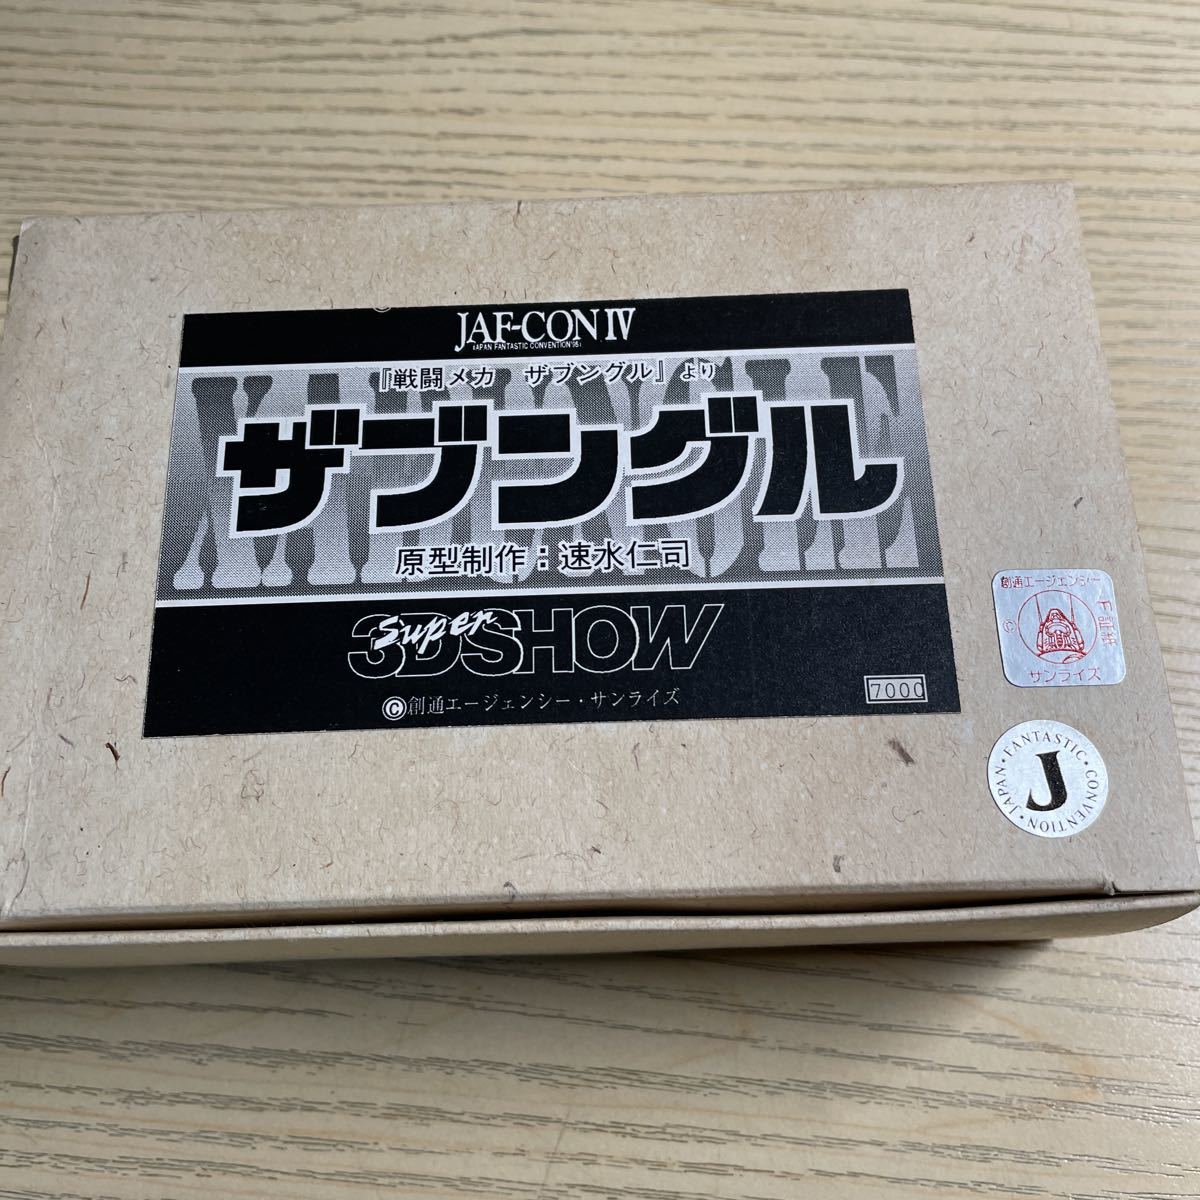 JAF-CON IV
(JAPAN FANTASTIC CONVENTION'95)
『戦闘メカ　ザブングル』より
ザブングル
原型制作：速水仁司
Super
3DSHOW
©創通エージェンシー・サンライズ
7000
創通エージェンシー
©
サンライズ
J
JAPAN・FANTASTIC・CONVENTION・